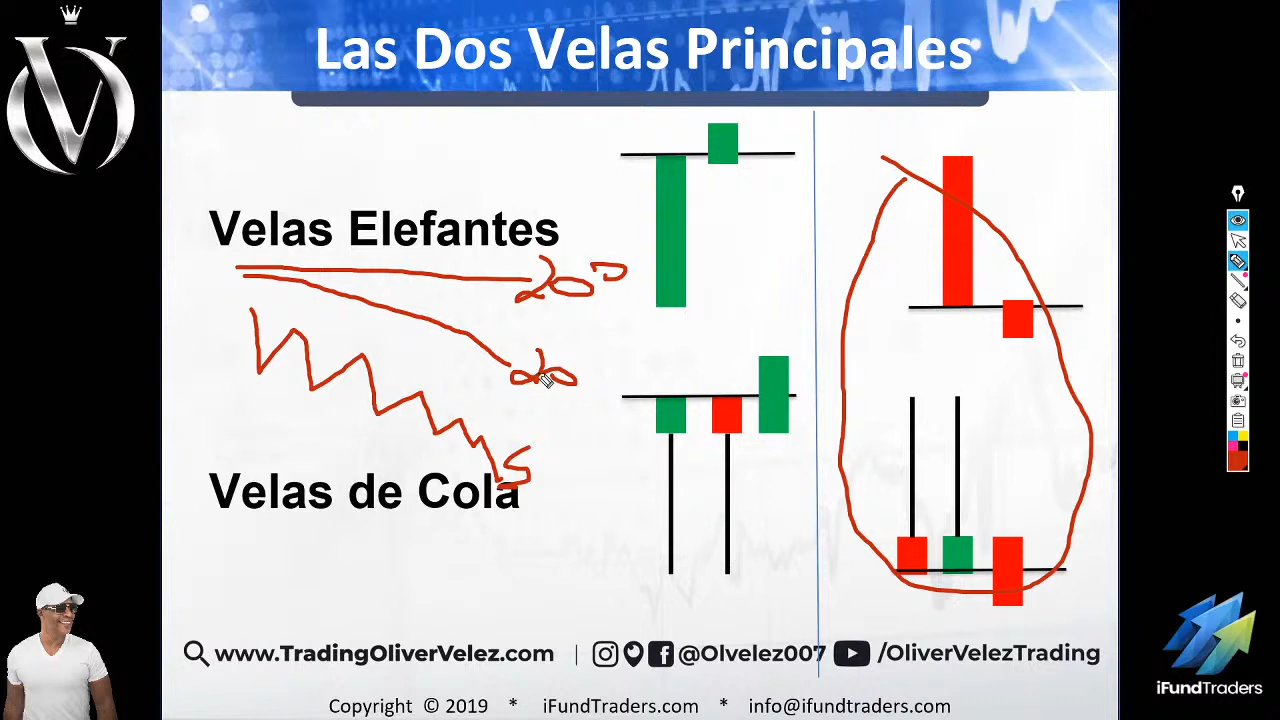 OV
Las Dos Velas Principales
Velas Elefantes
200
20
S
Velas de Cola
www.TradingOliverVelez.com | @Olvelez007 /OliverVelezTrading
Copyright © 2019 * iFundTraders.com * info@ifundtraders.com
iFundTraders